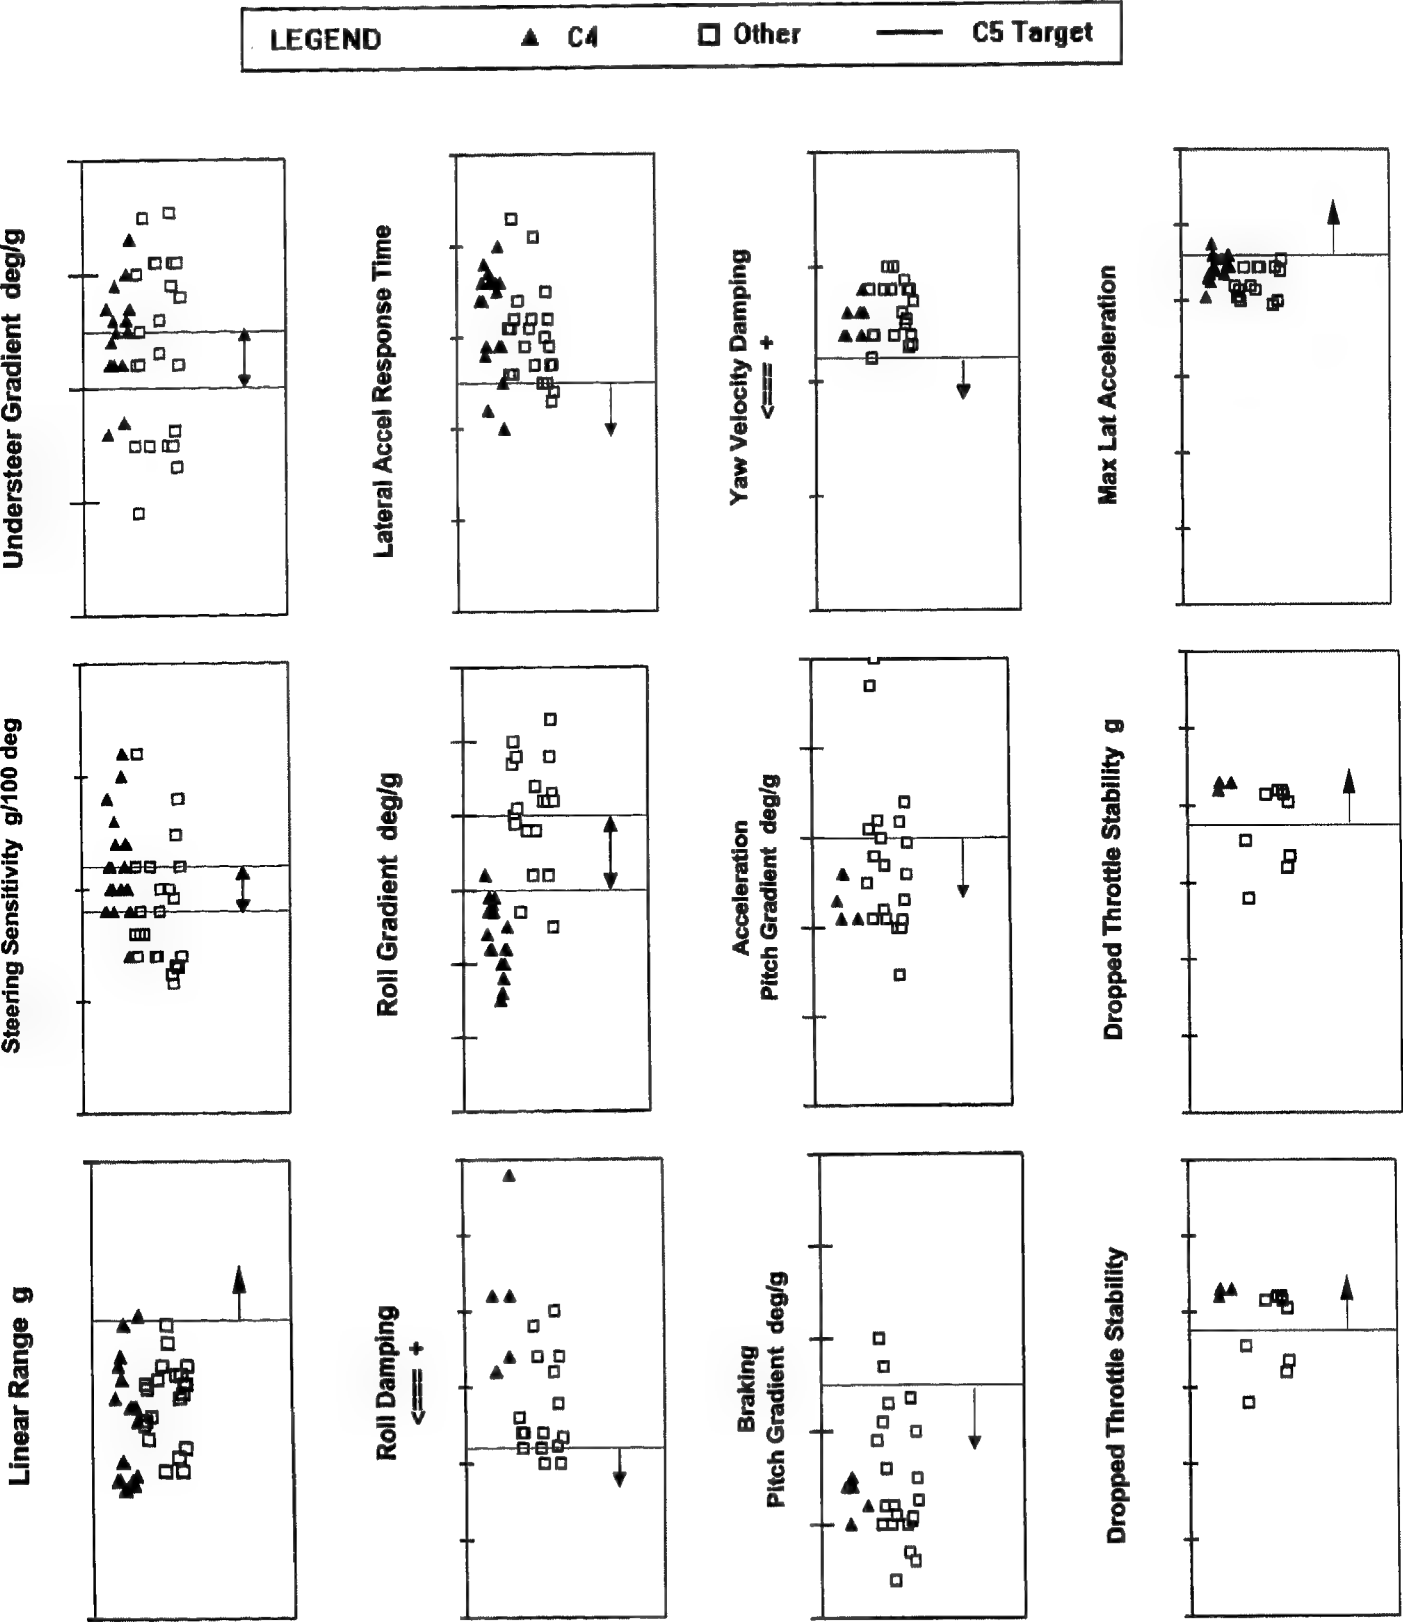 LEGEND C4 Other C5 Target
Understeer Gradient deg/g
Lateral Accel Response Time
Yaw Velocity Damping
<=== +
Max Lat Acceleration
Steering Sensitivity g/100 deg
Roll Gradient deg/g
Acceleration
Pitch Gradient deg/g
Dropped Throttle Stability g
Linear Range g
Roll Damping
<=== +
Braking
Pitch Gradient deg/g
Dropped Throttle Stability